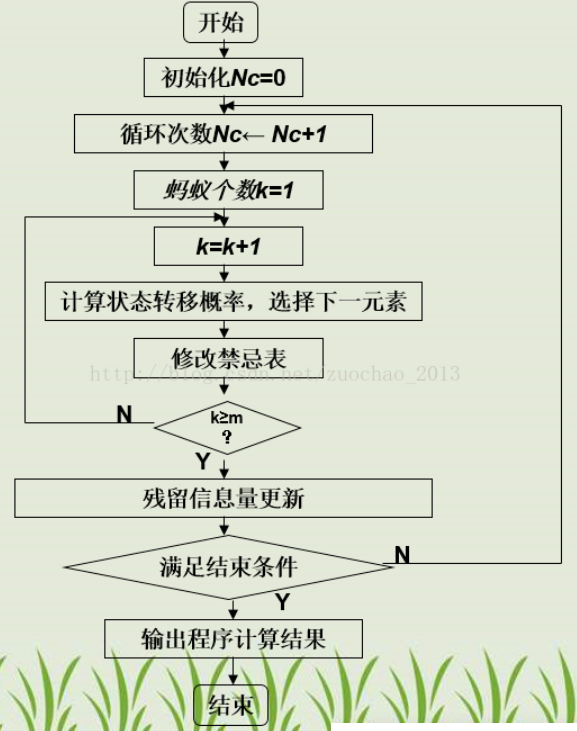 开始
初始化Nc=0
循环次数Nc← Nc+1
蚂蚁个数k=1
k=k+1
计算状态转移概率，选择下一元素
修改禁忌表
http://blog.csdn.net/zuochao_2013
N
k≥m
?
Y
残留信息量更新
满足结束条件
N
Y
输出程序计算结果
结束